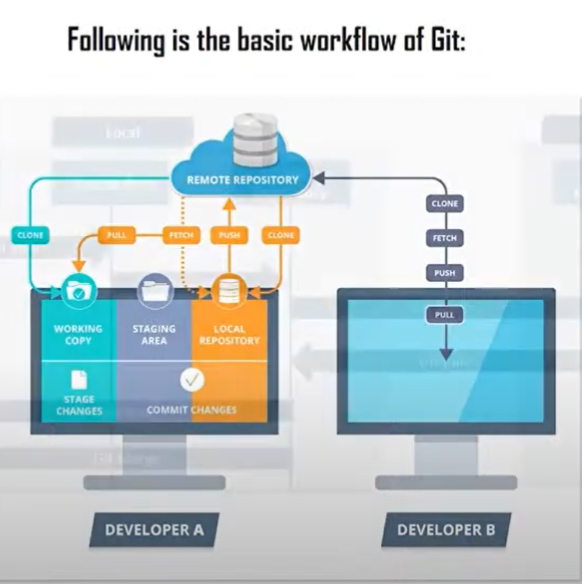 Following is the basic workflow of Git:
Local
REMOTE REPOSITORY
CLONE
PULL
FETCH
PUSH
CLONE
CLONE
FETCH
PUSH
PULL
WORKING
COPY
STAGING
AREA
LOCAL
REPOSITORY
STAGE
CHANGES
COMMIT CHANGES
DEVELOPER A
DEVELOPER B